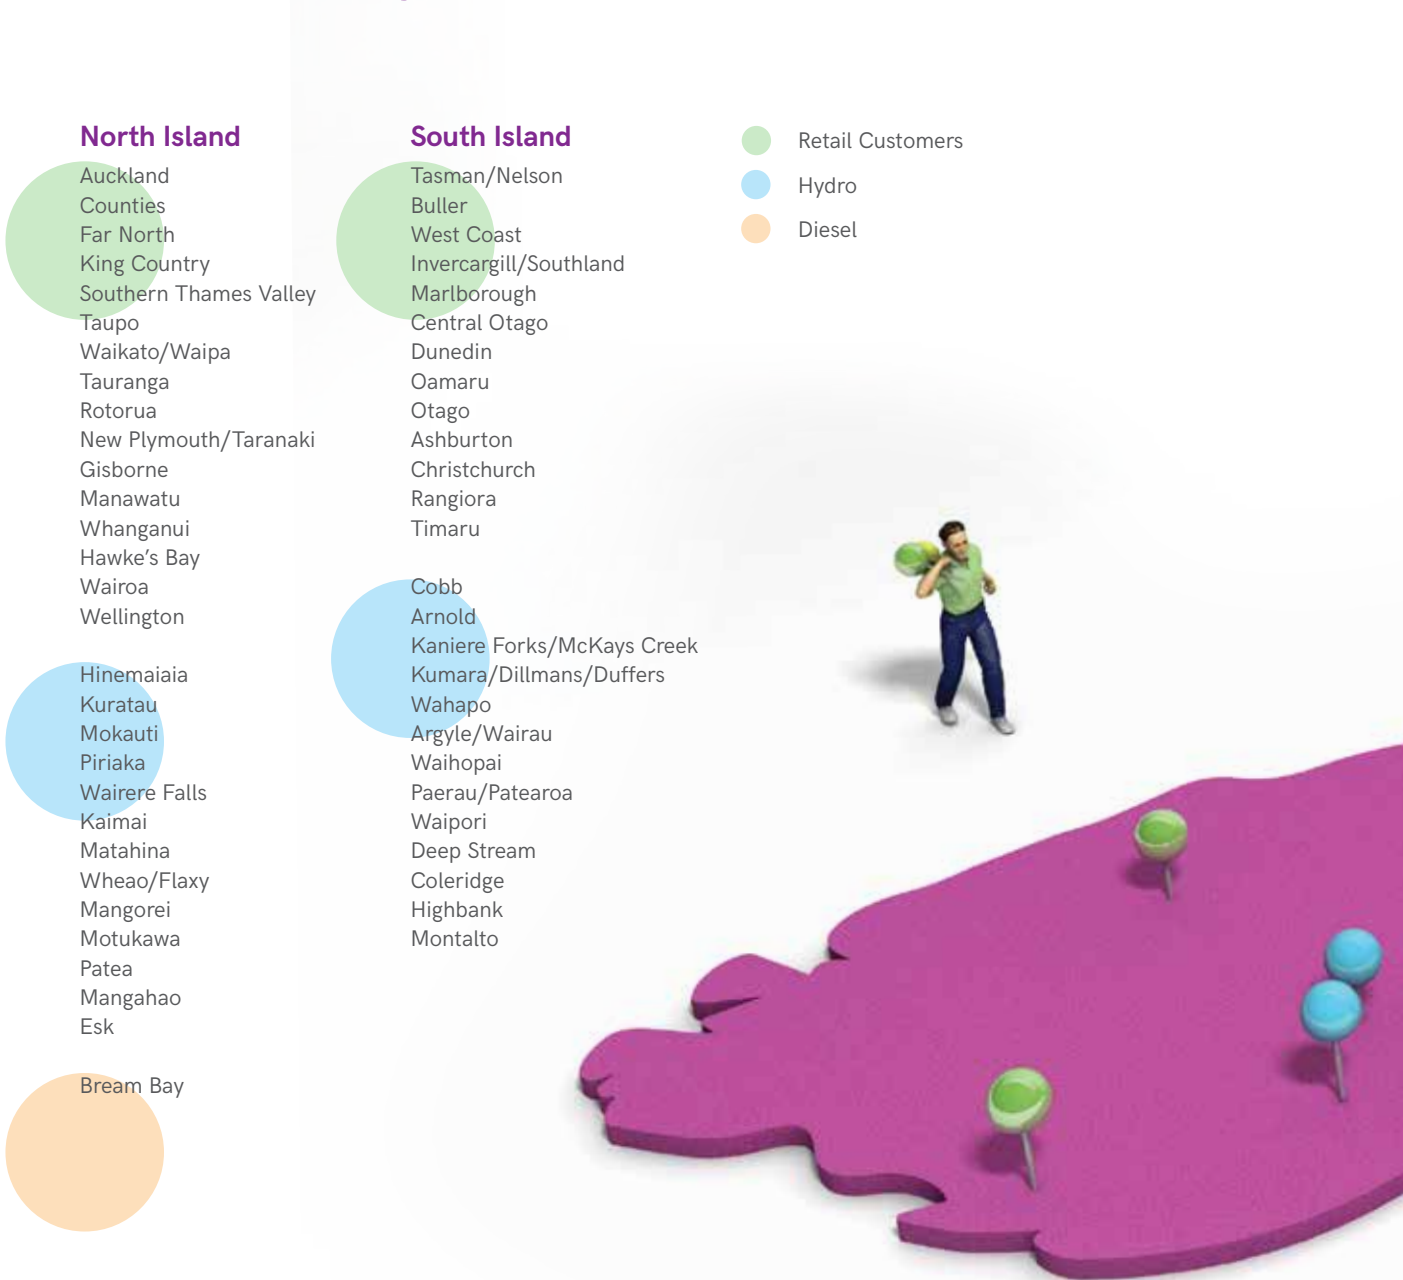 North Island
Auckland
Counties
Far North
King Country
Southern Thames Valley
Taupo
Waikato/Waipa
Tauranga
Rotorua
New Plymouth/Taranaki
Gisborne
Manawatu
Whanganui
Hawke's Bay
Wairoa
Wellington
Hinemaiaia
Kuratau
Mokauti
Piriaka
Wairere Falls
Kaimai
Matahina
Wheao/Flaxy
Mangorei
Motukawa
Patea
Mangahao
Esk
Bream Bay
South Island
Tasman/Nelson
Buller
West Coast
Invercargill/Southland
Marlborough
Central Otago
Dunedin
Oamaru
Otago
Ashburton
Christchurch
Rangiora
Timaru
Cobb
Arnold
Kaniere Forks/McKays Creek
Kumara/Dillmans/Duffers
Wahapo
Argyle/Wairau
Waihopai
Paerau/Patearoa
Waipori
Deep Stream
Coleridge
Highbank
Montalto
Retail Customers
Hydro
Diesel